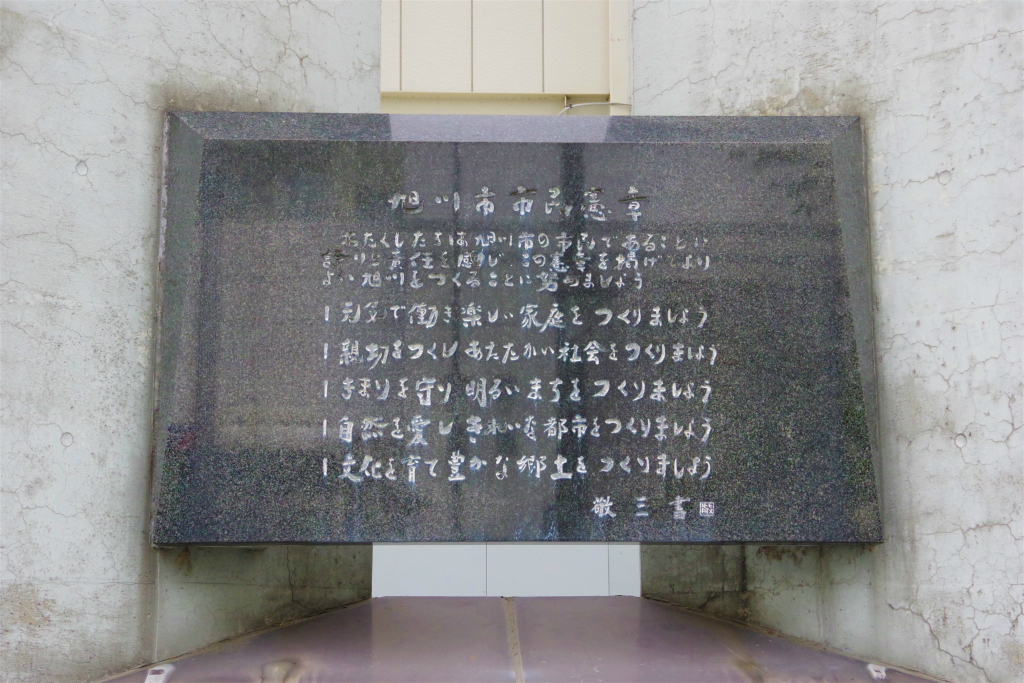 旭川市市民憲章
わたくしたちは 旭川市の市民であることに
誇りと責任を感じ この憲章を掲げて より
よい旭川をつくることに努めましょう
1 元気で働き 楽しい家庭を つくりましょう
1 親切をつくし あたたかい社会をつくりましょう
1 きまりを守り 明るいまちを つくりましょう
1 自然を愛し きれいな都市をつくりましょう
1 文化を育て 豊かな郷土を つくりましょう
敬三書